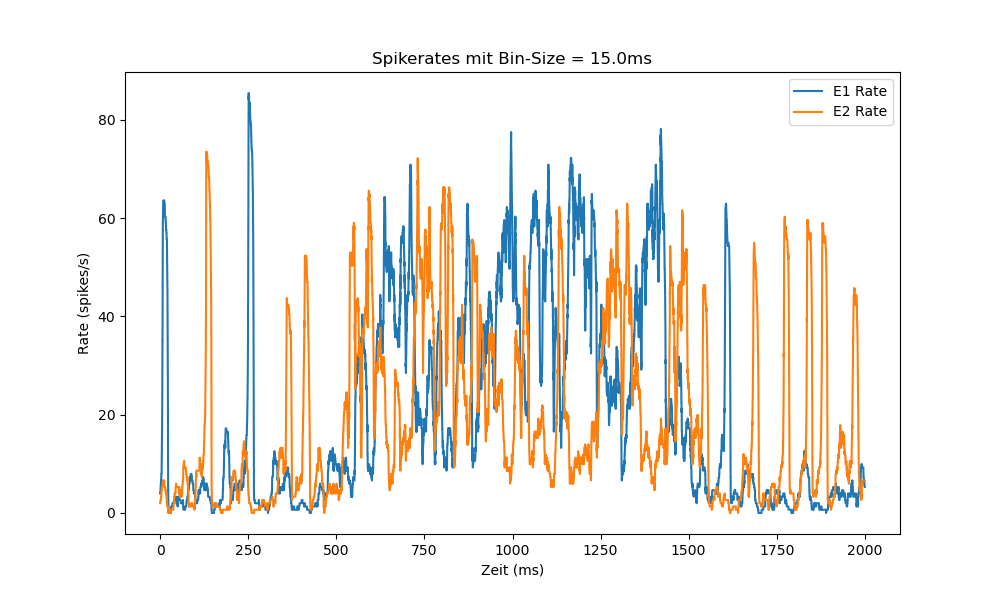 Spikerates mit Bin-Size = 15.0ms
E1 Rate
E2 Rate
Rate (spikes/s)
80
60
40
20
0
0 250 500 750 1000 1250 1500 1750 2000
Zeit (ms)